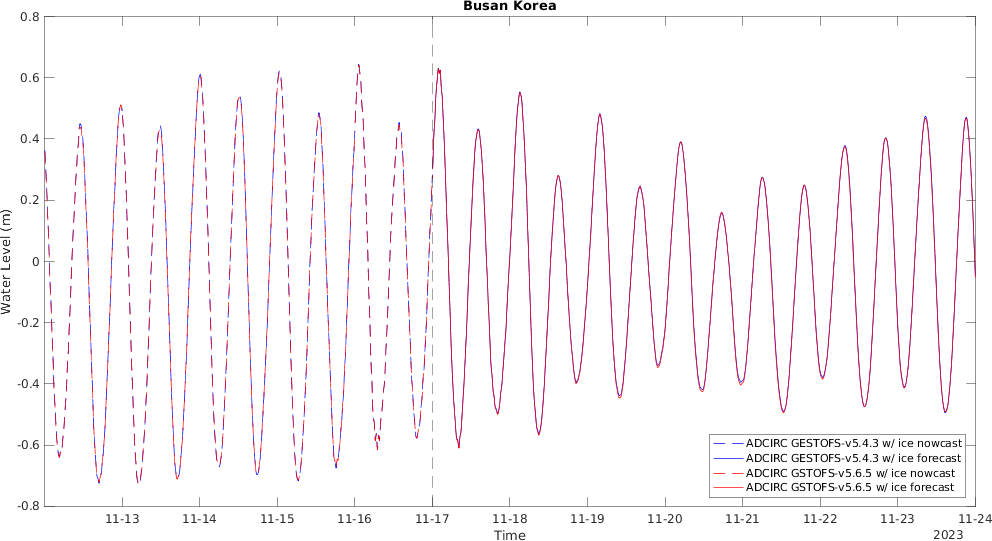 Busan Korea
0.8
0.6
0.4
0.2
0
-0.2
-0.4
-0.6
-0.8
Water Level (m)
ADCIRC GESTOFS-v5.4.3 w/ ice nowcast
ADCIRC GESTOFS-v5.4.3 w/ ice forecast
ADCIRC GSTOFS-v5.6.5 w/ ice nowcast
ADCIRC GSTOFS-v5.6.5 w/ ice forecast
11-13 11-14 11-15 11-16 11-17 11-18 11-19 11-20 11-21 11-22 11-23 11-24
Time
2023